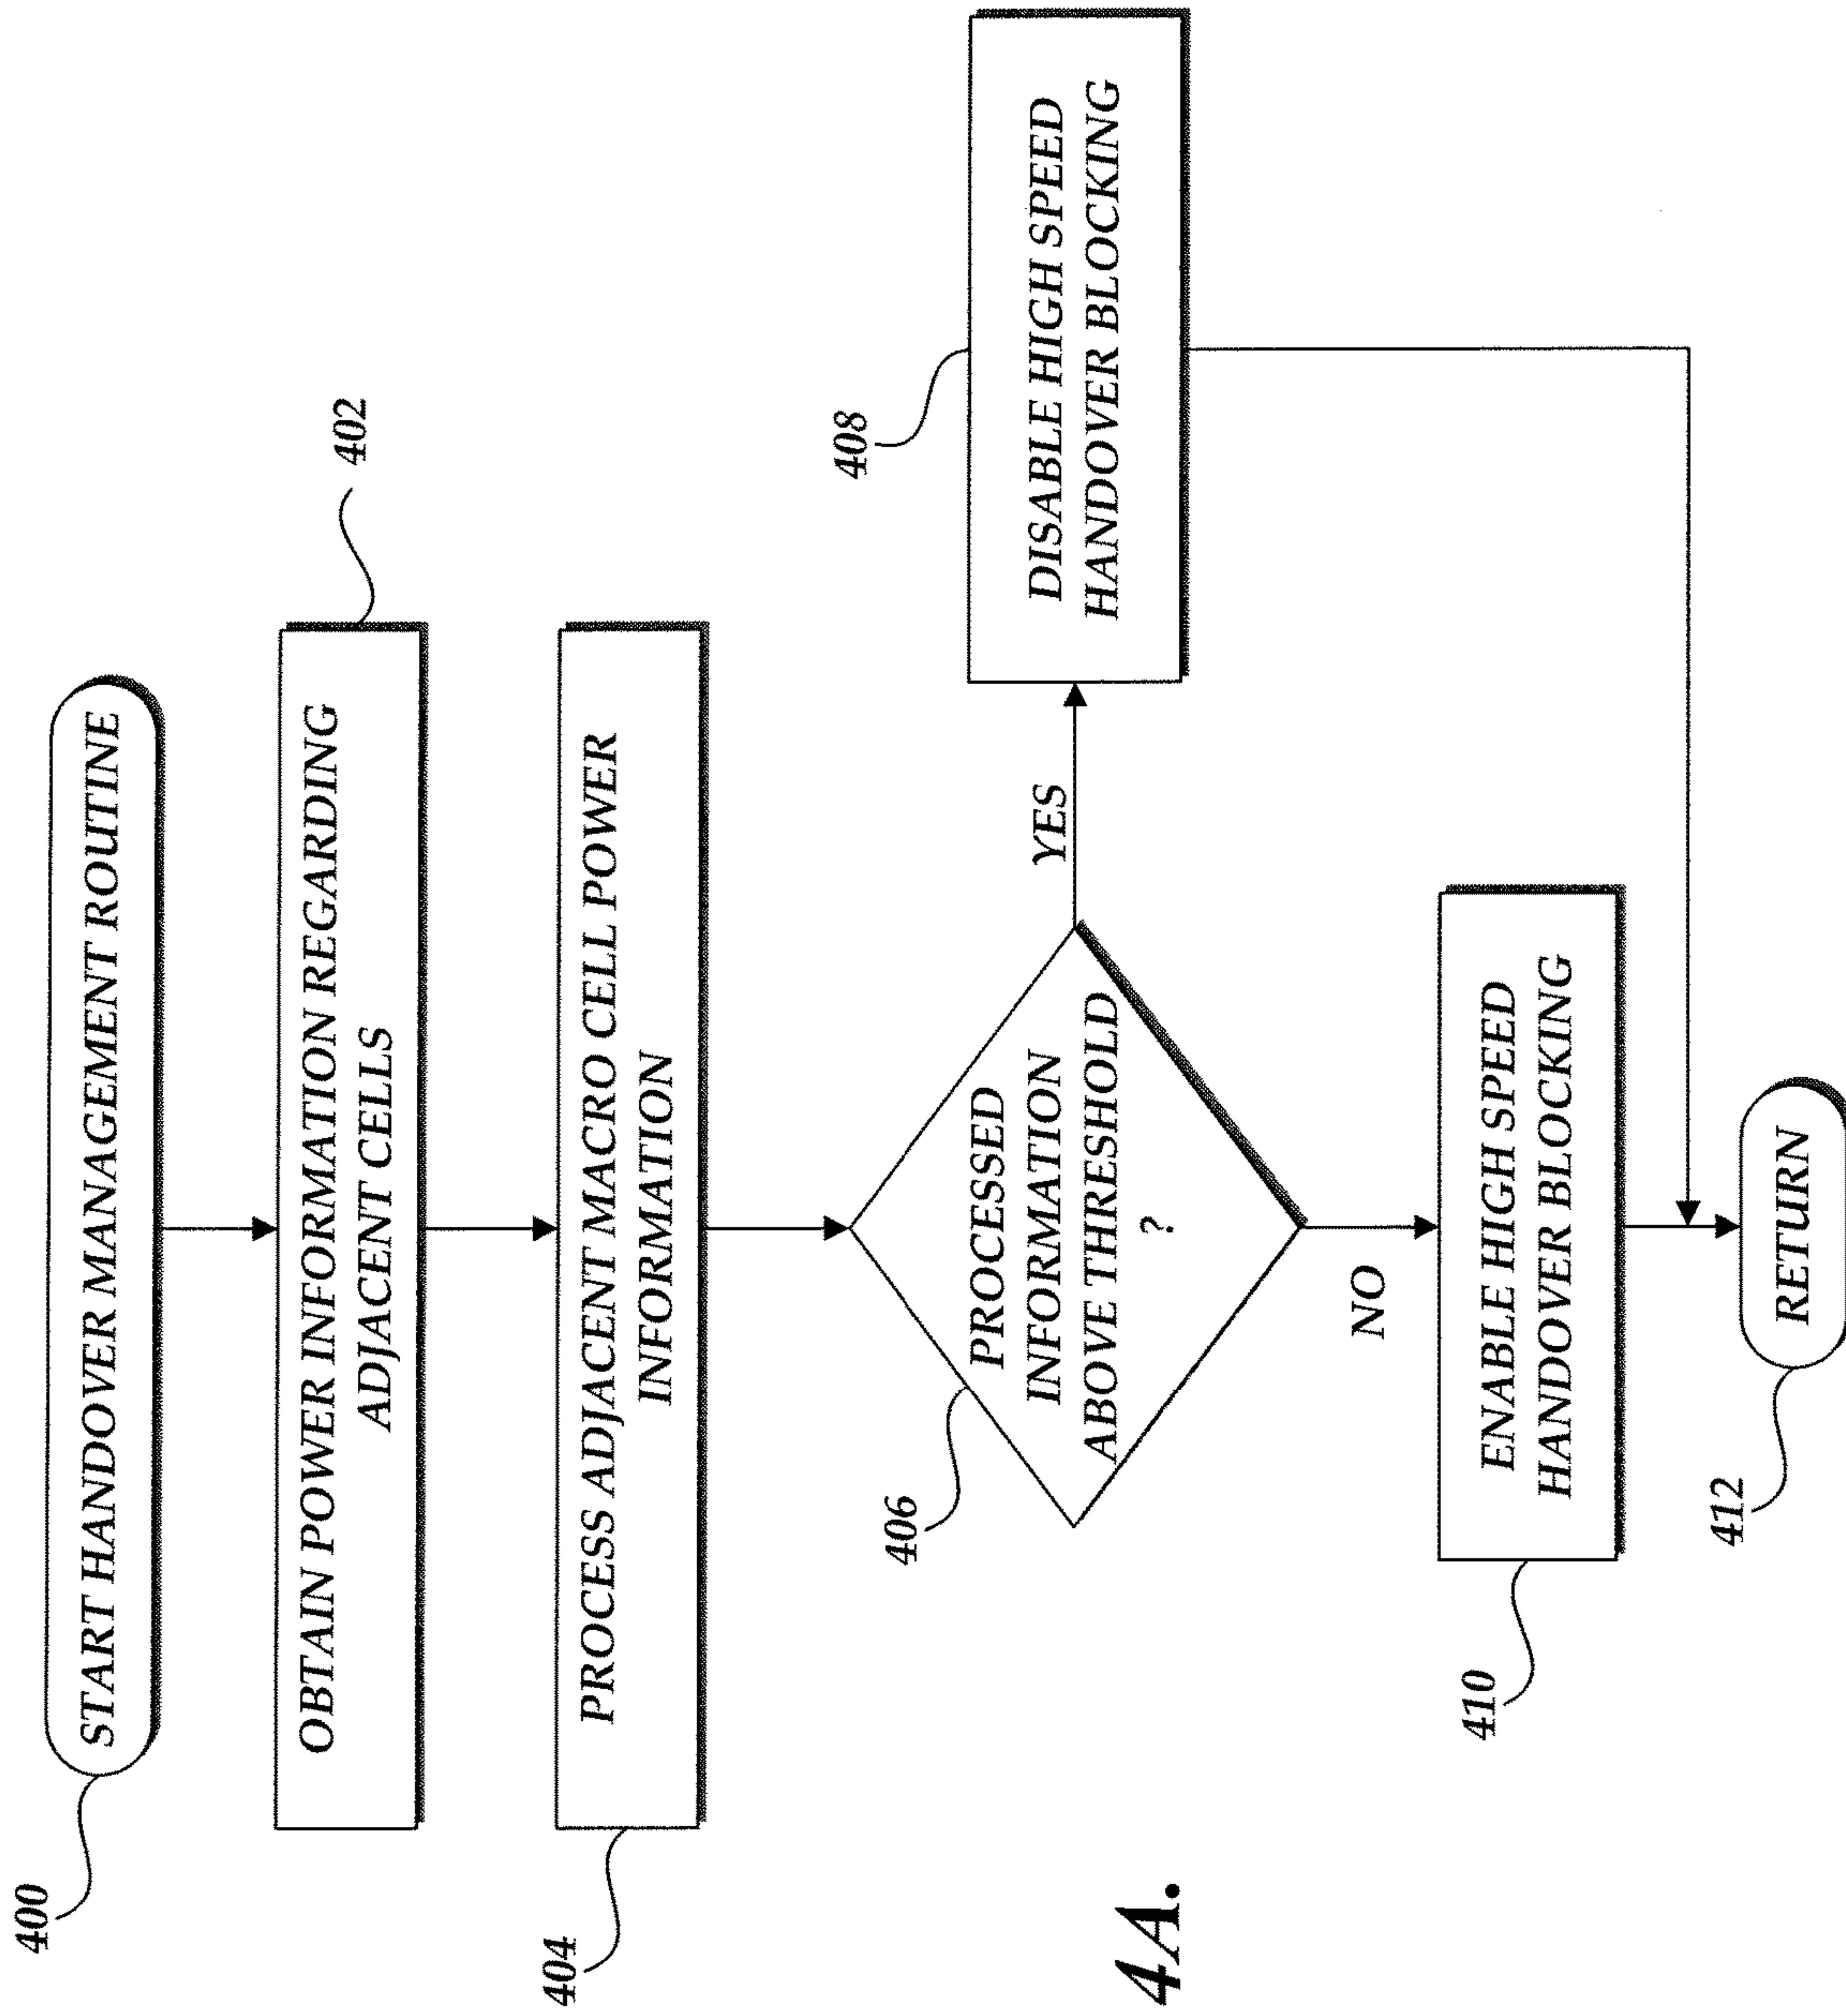 400
START HANDOVER MANAGEMENT ROUTINE
402
OBTAIN POWER INFORMATION REGARDING
ADJACENT CELLS
404
PROCESS ADJACENT MACRO CELL POWER
INFORMATION
406
PROCESSED
INFORMATION
ABOVE THRESHOLD
?
YES
408
DISABLE HIGH SPEED
HANDOVER BLOCKING
NO
410
ENABLE HIGH SPEED
HANDOVER BLOCKING
412
RETURN
4A.